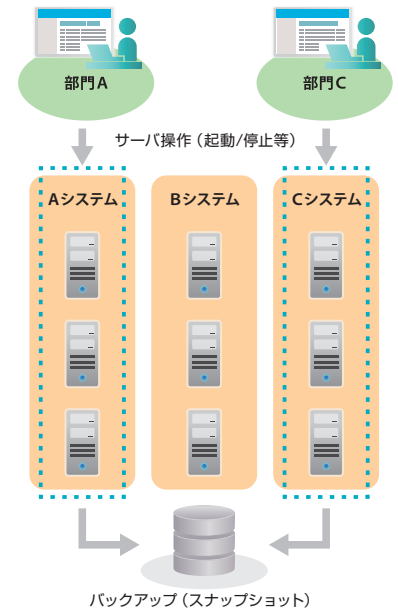 部門A
部門C
サーバ操作（起動/停止等）
Aシステム
Bシステム
Cシステム
バックアップ（スナップショット）